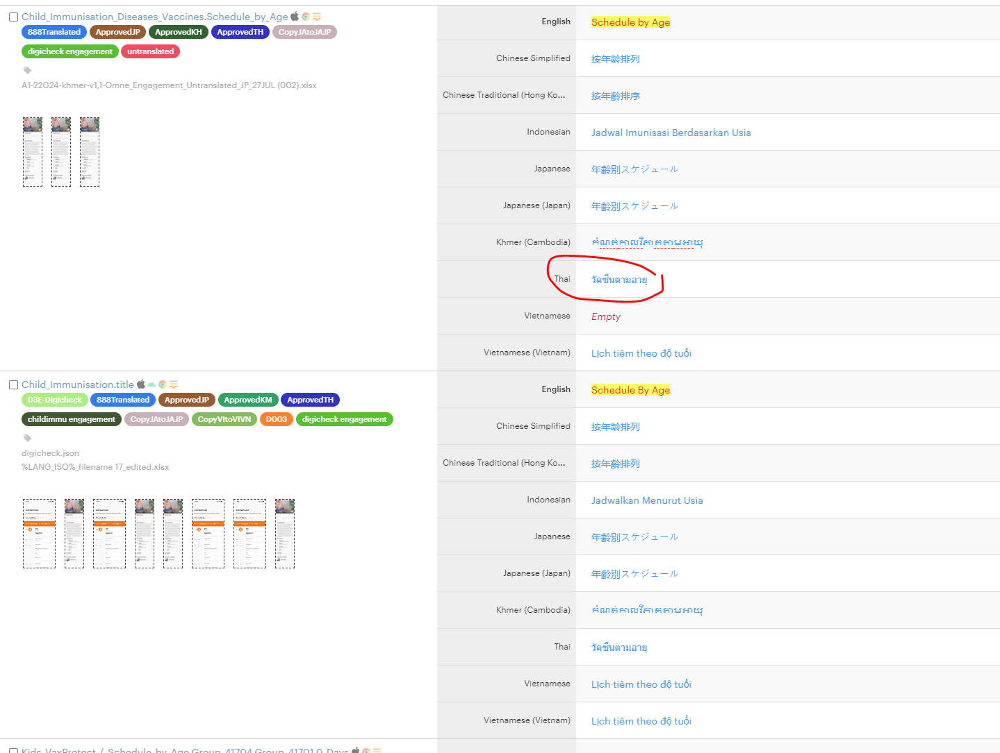 Child_Immunisation_Diseases_Vaccines.Schedule_by_Age
888Translated ApprovedJP ApprovedKH ApprovedTH CopyJAtoJAJP
digicheck engagement untranslated
A1-22G24-khmer-v1,1-Omne_Engagement_Untranslated_JP_27JUL (002).xlsx
English Schedule by Age
Chinese Simplified 按年龄排列
Chinese Traditional (Hong Ko... 按年齡排序
Indonesian Jadwal Imunisasi Berdasarkan Usia
Japanese 年齢別スケジュール
Japanese (Japan) 年齢別スケジュール
Khmer (Cambodia) កំណត់កាលវិភាគតាមអាយុ
Thai วัคซีนตามอายุ
Vietnamese Empty
Vietnamese (Vietnam) Lịch tiêm theo độ tuổi
Child_Immunisation.title
03E-Digicheck 888Translated ApprovedJP ApprovedKM ApprovedTH
childimmu engagement CopyJAtoJAJP CopyVItoVIVN D003 digicheck engagement
digicheck.json
%LANG_ISO%_filename 17_edited.xlsx
English Schedule By Age
Chinese Simplified 按年龄排列
Chinese Traditional (Hong Ko... 按年齡排列
Indonesian Jadwalkan Menurut Usia
Japanese 年齢別スケジュール
Japanese (Japan) 年齢別スケジュール
Khmer (Cambodia) កំណត់កាលវិភាគតាមអាយុ
Thai วัคซีนตามอายุ
Vietnamese Lịch tiêm theo độ tuổi
Vietnamese (Vietnam) Lịch tiêm theo độ tuổi
Kids_VaxProtect_/_Schedule_by_Age.Group_41704.Group_41701.0_Days